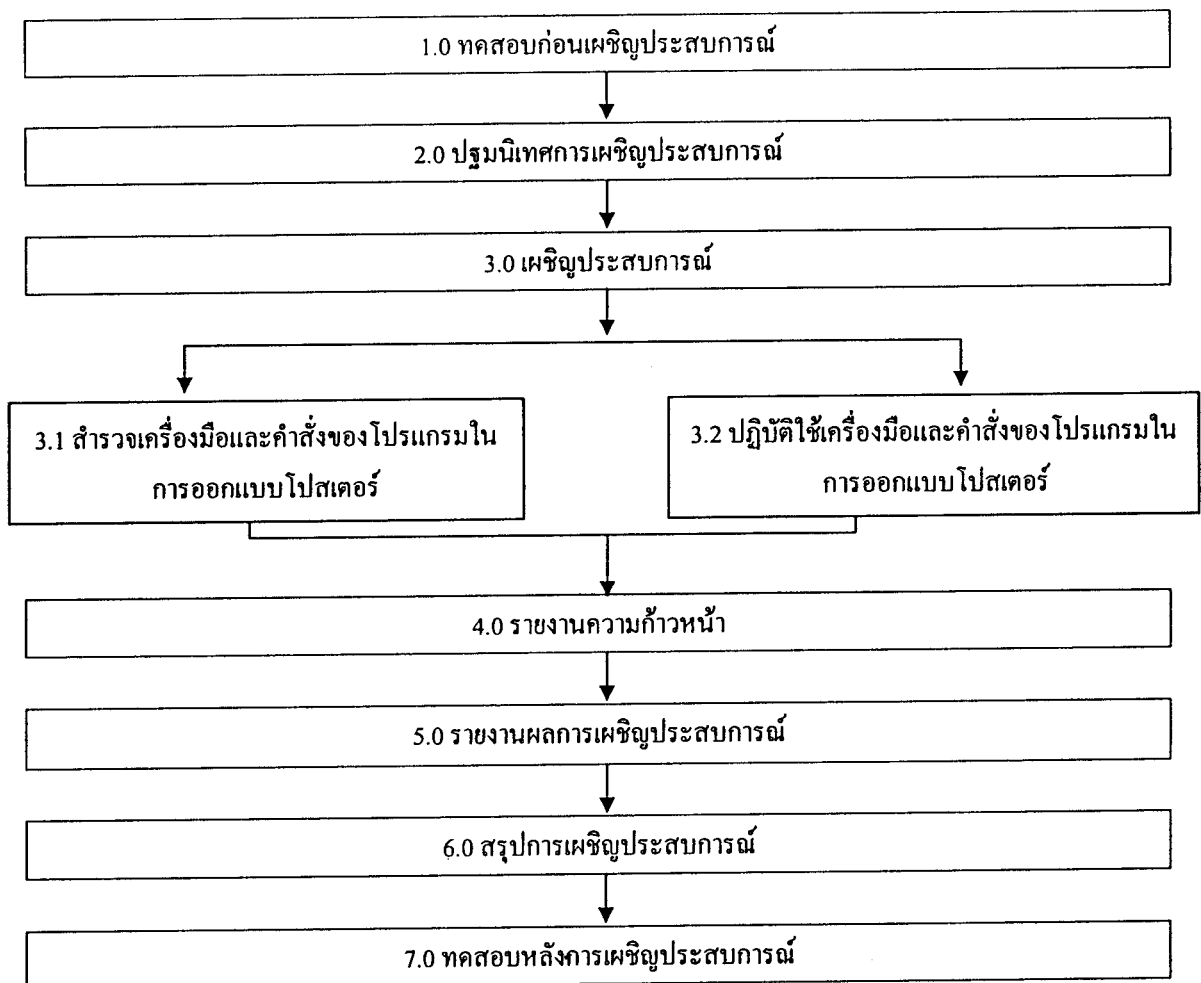 1.0 ทดสอบก่อนเผชิญประสบการณ์
2.0 ปฐมนิเทศการเผชิญประสบการณ์
3.0 เผชิญประสบการณ์
3.1 สำรวจเครื่องมือและคำสั่งของโปรแกรมใน
การออกแบบโปสเตอร์
3.2 ปฏิบัติใช้เครื่องมือและคำสั่งของโปรแกรมใน
การออกแบบโปสเตอร์
4.0 รายงานความก้าวหน้า
5.0 รายงานผลการเผชิญประสบการณ์
6.0 สรุปการเผชิญประสบการณ์
7.0 ทดสอบหลังการเผชิญประสบการณ์